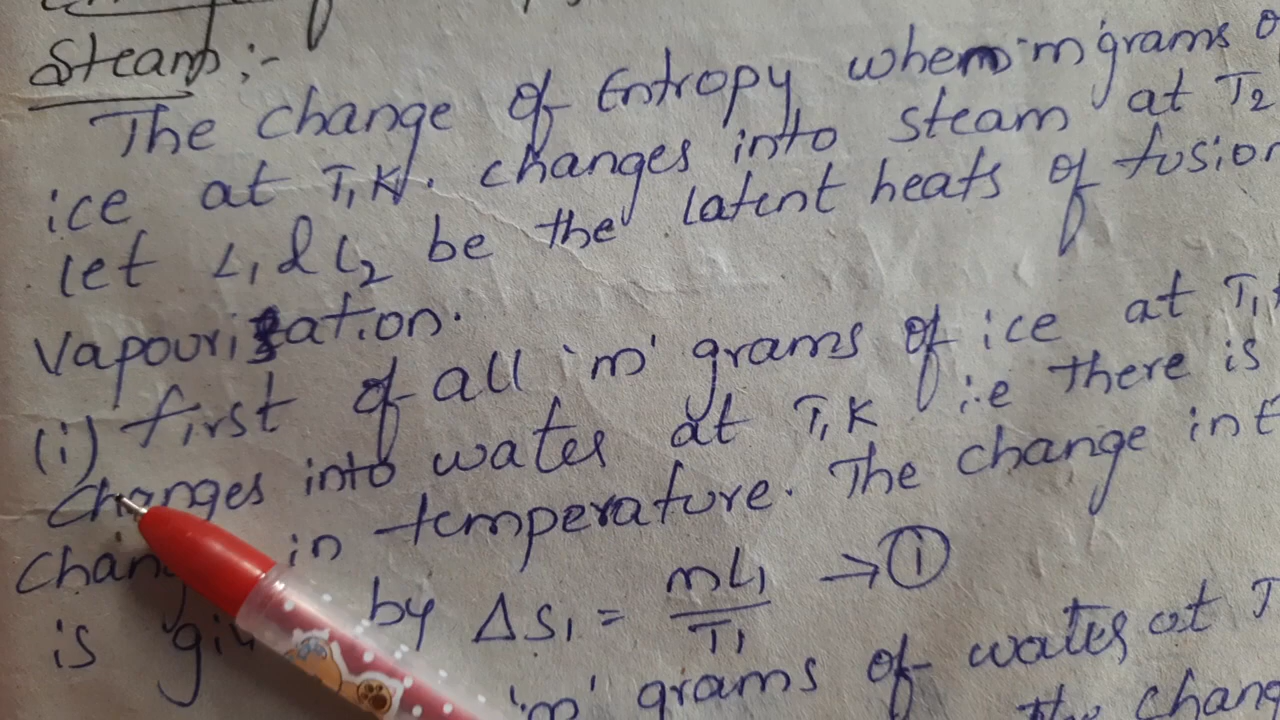 Steam:-
The change of Entropy when 'm' grams
ice at T₁K. changes into steam at T₂
let L₁ & L₂ be the latent heats of fusion
vapourisation.
(i) first of all 'm' grams of ice at T₁
changes into water at T₁K i.e there is
in temperature. The change in
is by ΔS₁ = mL₁/T₁ → ①
'm' grams of water at T
the